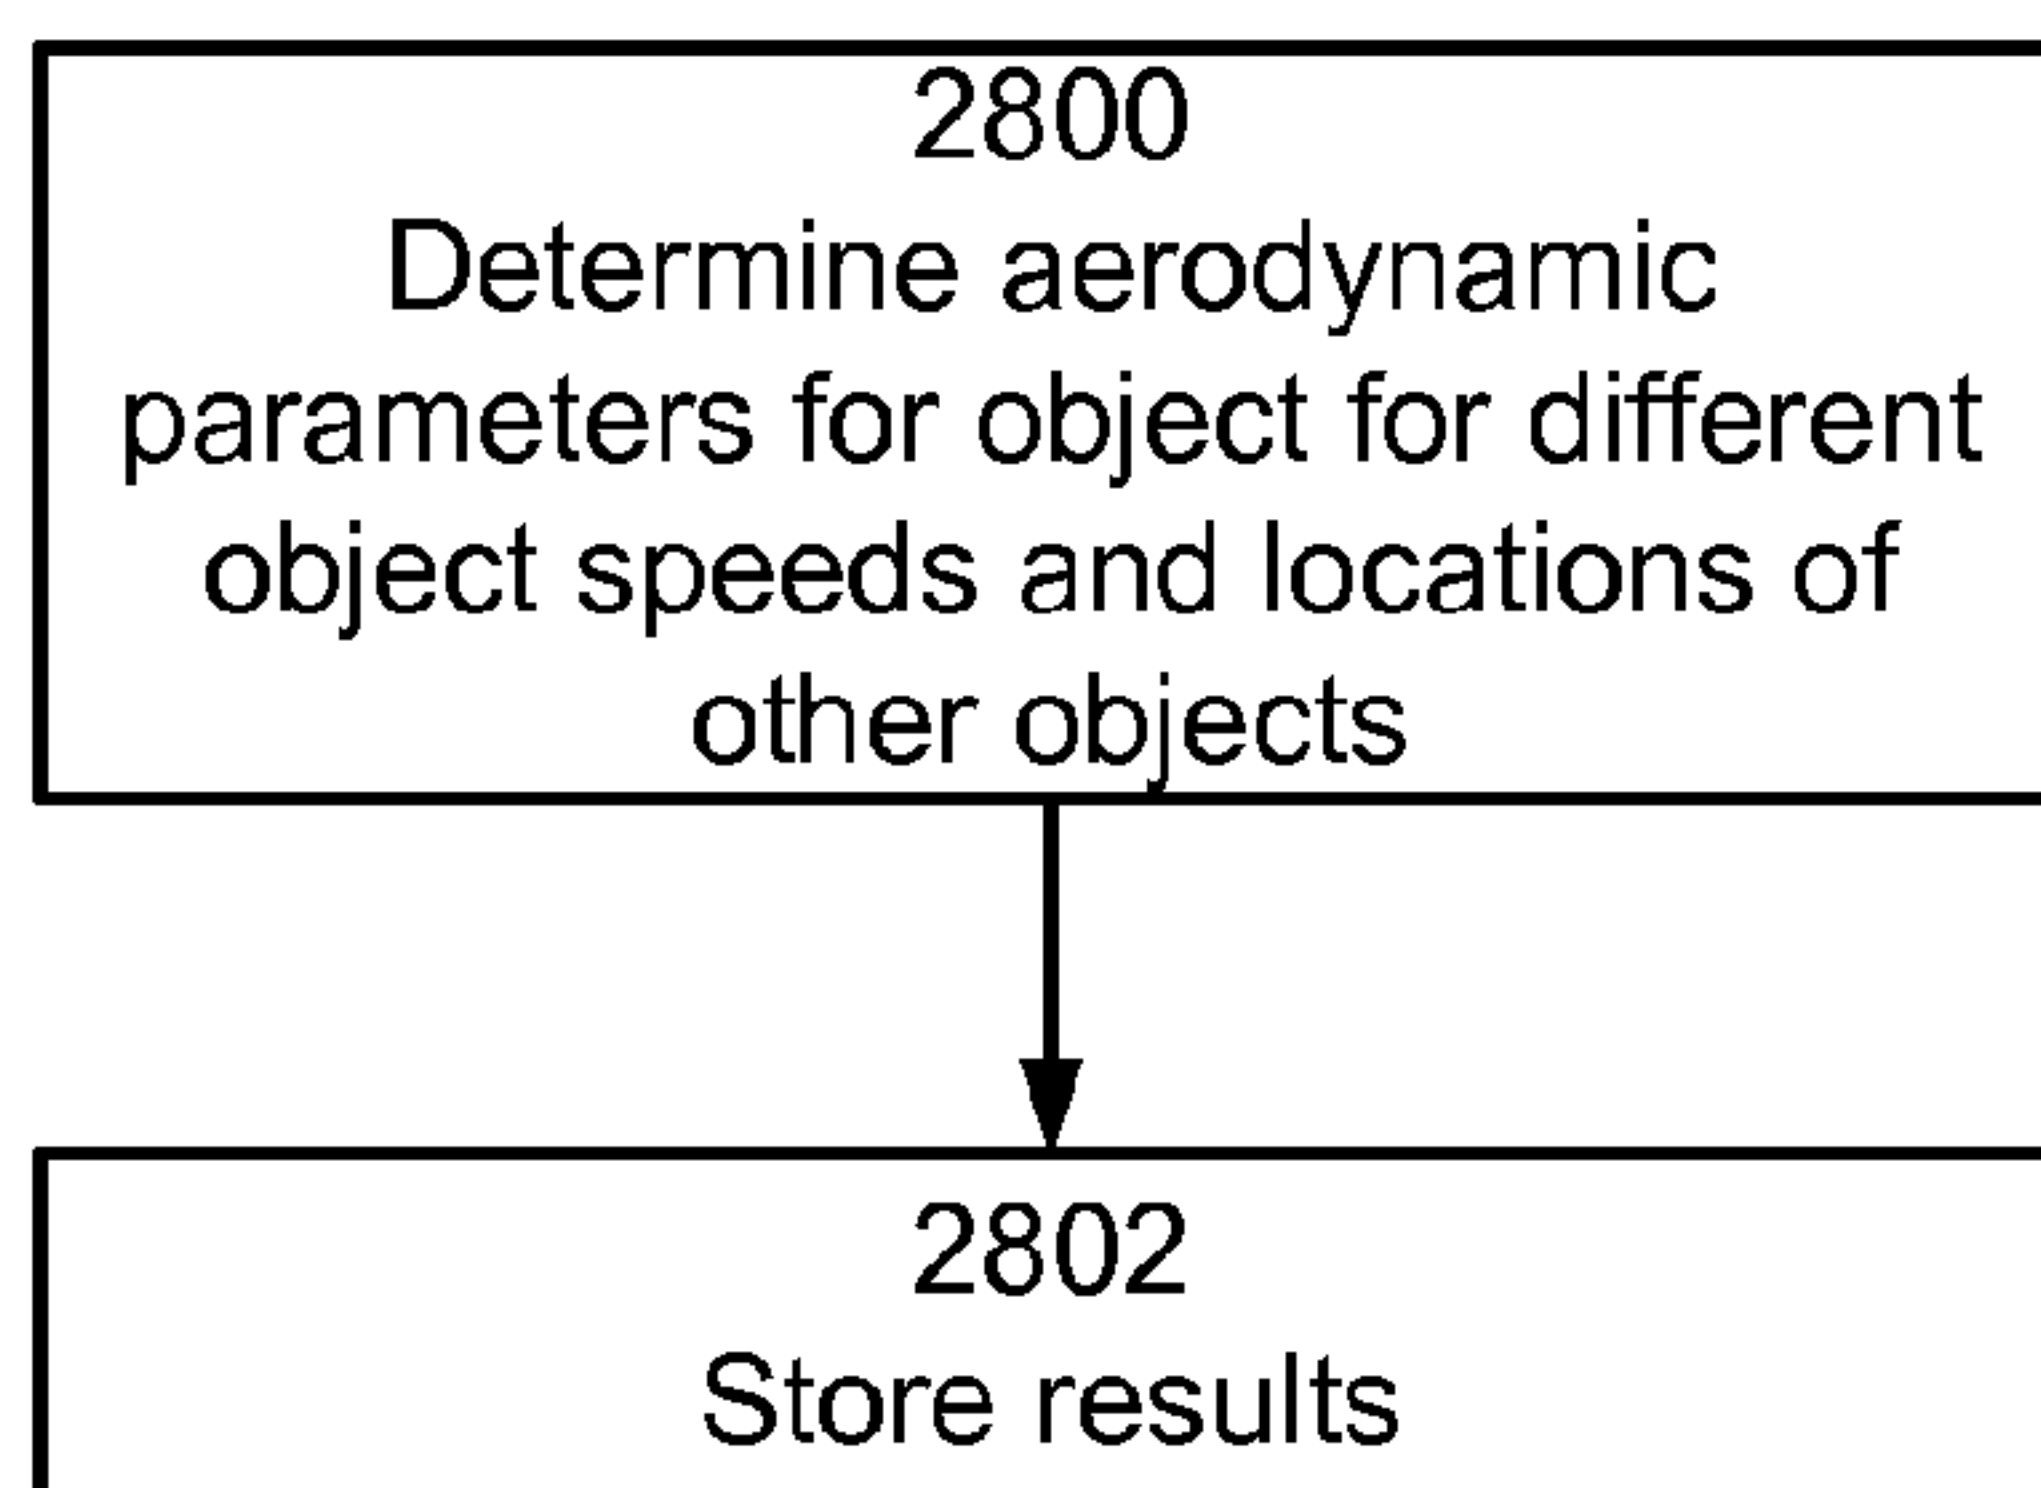 2800
Determine aerodynamic
parameters for object for different
object speeds and locations of
other objects
2802
Store results